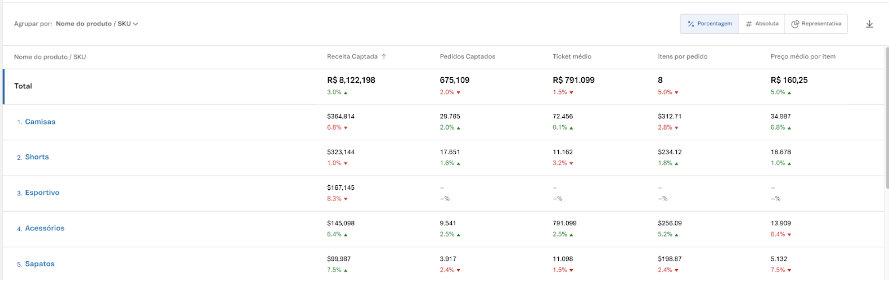 Agrupar por: Nome do produto / SKU
Porcentagem # Absoluta Representativa
Nome do produto / SKU Receita Captada ↑ Pedidos Captados Ticket médio Itens por pedido Preço médio por item
Total R$ 8,122,198 675,109 R$ 791.099 8 R$ 160,25
3.0% ▲ 2.0% ▼ 1.5% ▼ 5.0% ▼ 5.0% ▲
1. Camisas $364,814 29.785 72.456 $312.71 34.987
6.8% ▼ 2.0% ▲ 0.1% ▲ 2.8% ▼ 6.8% ▲
2. Shorts $323,144 17.651 11.162 $234.12 18.678
1.0% ▼ 1.6% ▲ 3.2% ▼ 1.8% ▲ 1.0% ▲
3. Esportivo $167,145 – – – –
8.3% ▼ –% –% –% –%
4. Acessórios $145,098 9.541 791.099 $256.09 13.909
6.4% ▲ 2.5% ▲ 2.5% ▲ 5.2% ▲ 6.4% ▼
5. Sapatos $99,987 3.917 11.098 $198.87 5.132
7.5% ▲ 2.4% ▼ 1.5% ▼ 2.4% ▼ 7.5% ▼